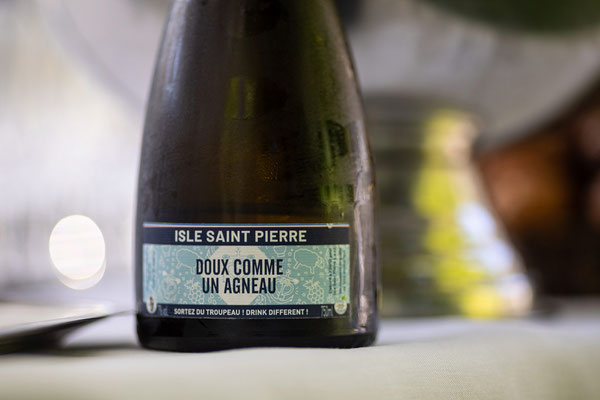 ISLE SAINT PIERRE
DOUX COMME
UN AGNEAU
SORTEZ DU TROUPEAU ! DRINK DIFFERENT !